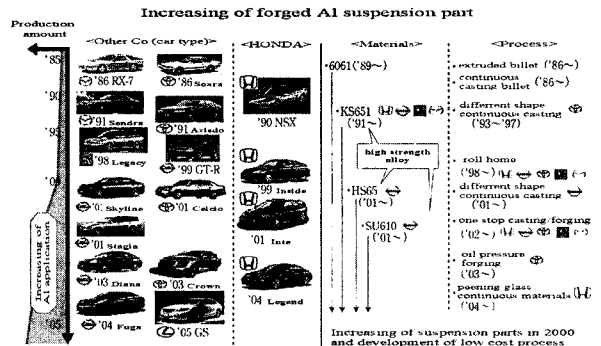 Increasing of forged Al suspension part
Production
amount
<Other Co (car type)>
<HONDA>
<Materials>
<Process>
'85
'90
'95
'05
Increasing of
Al application
'86 RX-7
'86 Soara
'91 Sendra
'91 Aristo
'98 Legacy
'99 GT-R
'01 Skyline
'01 Celcio
'01 Stagia
'03 Diana
'03 Crown
'04 Fuga
'05 GS
'90 NSX
'99 Inside
'01 Inte
'04 Legend
•6061('89~)
•KS651
('91~)
high strength
alloy
•HS65
('01~)
•SU610
('01~)
• extruded billet ('86~)
• continuous
casting billet ('86~)
• different shape
continuous casting
('93~'97)
• roll home
('98~)
different shape
continuous casting
('01~)
• one stop casting/forging
('02~)
oil pressure
forging
('03~)
continuous materials
('04~)
Increasing of suspension parts in 2000
and development of low cost process